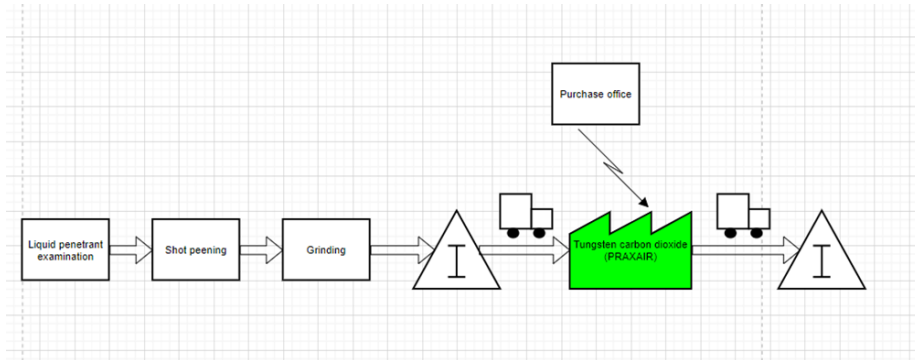 Purchase office
Liquid penetrant
examination
Shot peening
Grinding
I
Tungsten carbon dioxide
(PRAXAIR)
I